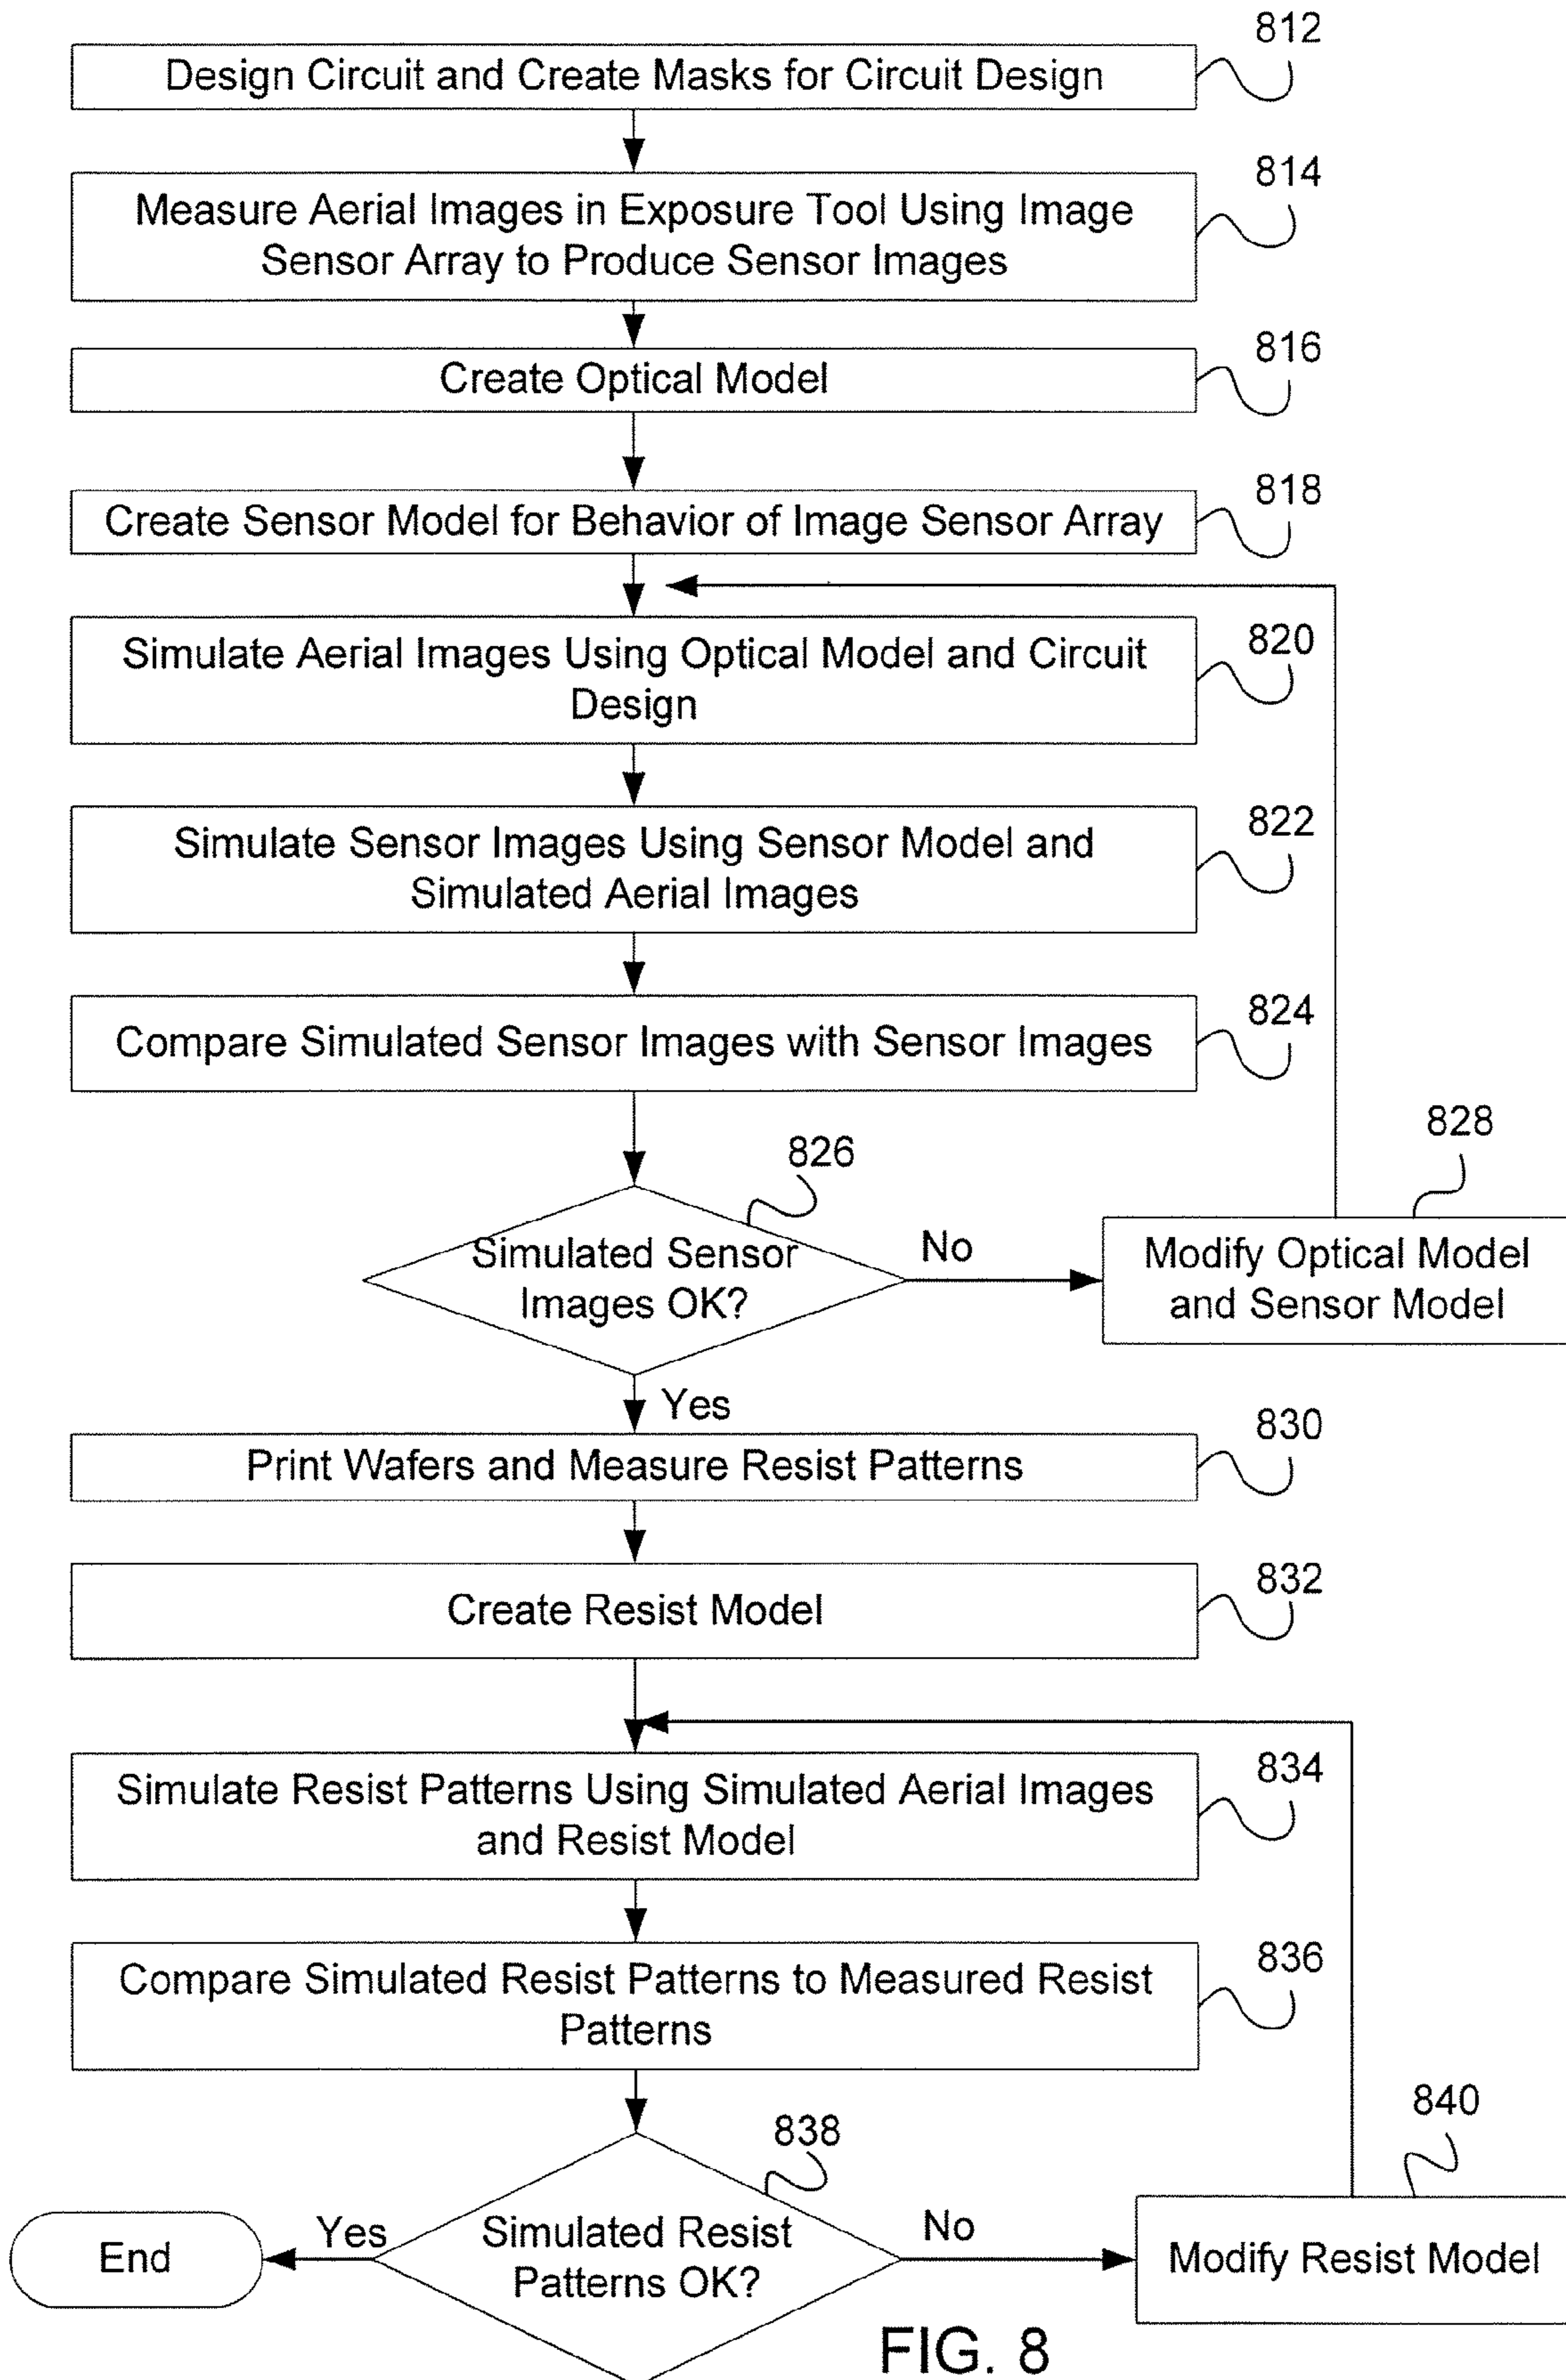 812
Design Circuit and Create Masks for Circuit Design
814
Measure Aerial Images in Exposure Tool Using Image
Sensor Array to Produce Sensor Images
816
Create Optical Model
818
Create Sensor Model for Behavior of Image Sensor Array
820
Simulate Aerial Images Using Optical Model and Circuit
Design
822
Simulate Sensor Images Using Sensor Model and
Simulated Aerial Images
824
Compare Simulated Sensor Images with Sensor Images
826
828
Simulated Sensor
Images OK?
No
Modify Optical Model
and Sensor Model
Yes
830
Print Wafers and Measure Resist Patterns
832
Create Resist Model
834
Simulate Resist Patterns Using Simulated Aerial Images
and Resist Model
836
Compare Simulated Resist Patterns to Measured Resist
Patterns
838
840
End
Yes
Simulated Resist
Patterns OK?
No
Modify Resist Model
FIG. 8